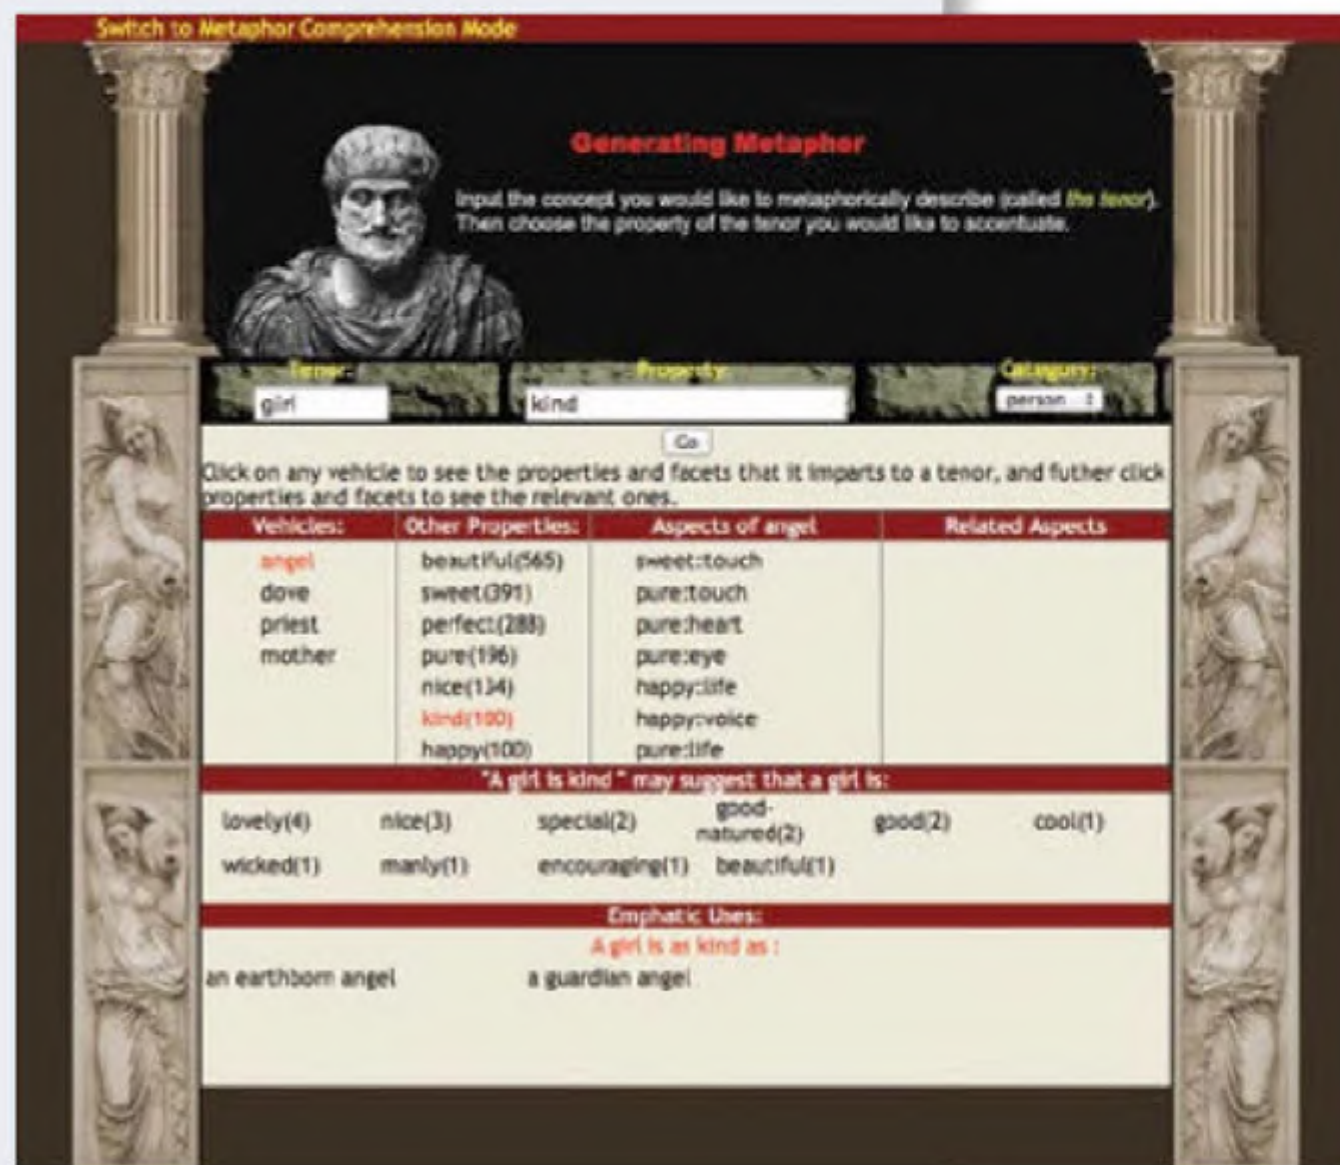 Switch to Metaphor Comprehension Mode
Generating Metaphor
Input the concept you would like to metaphorically describe (called the tenor).
Then choose the property of the tenor you would like to accentuate.
Tenor: Property: Category:
girl kind person
Go
Click on any vehicle to see the properties and facets that it imparts to a tenor, and futher click
properties and facets to see the relevant ones.
Vehicles: Other Properties: Aspects of angel Related Aspects
angel beautiful(565) sweet:touch
dove sweet(391) pure:touch
priest perfect(288) pure:heart
mother pure(196) pure:eye
nice(134) happy:life
kind(100) happy:voice
happy(100) pure:life
"A girl is kind " may suggest that a girl is:
lovely(4) nice(3) special(2) good-
natured(2) good(2) cool(1)
wicked(1) manly(1) encouraging(1) beautiful(1)
Emphatic Uses:
A girl is as kind as :
an earthborn angel a guardian angel